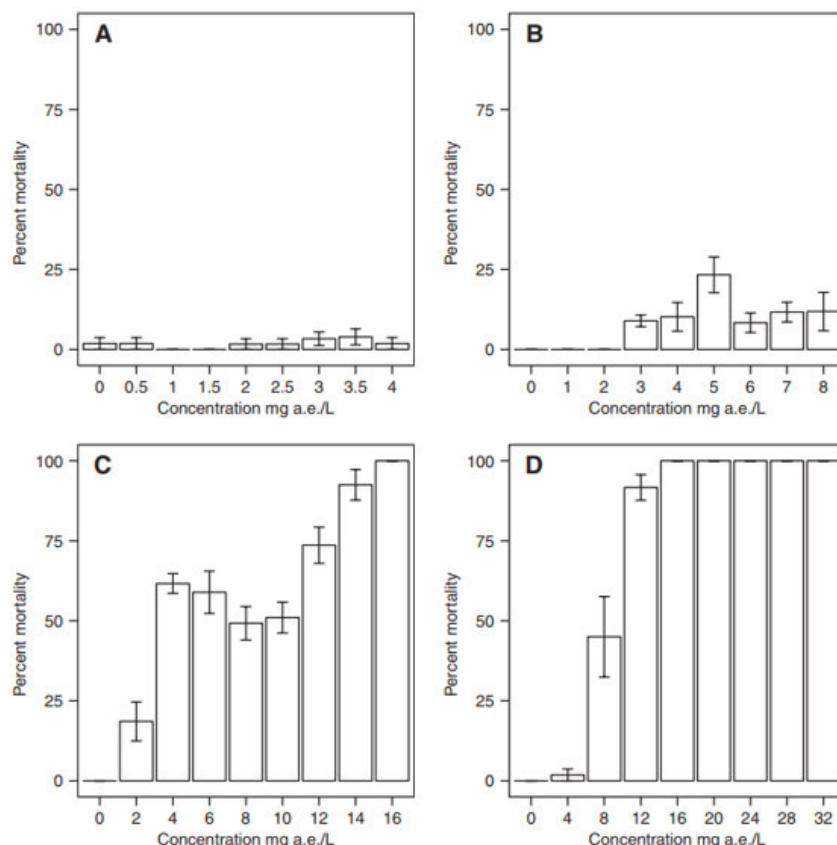 A
100
75
50
25
0
Percent mortality
0 0.5 1 1.5 2 2.5 3 3.5 4
Concentration mg a.e./L
B
100
75
50
25
0
Percent mortality
0 1 2 3 4 5 6 7 8
Concentration mg a.e./L
C
100
75
50
25
0
Percent mortality
0 2 4 6 8 10 12 14 16
Concentration mg a.e./L
D
100
75
50
25
0
Percent mortality
0 4 8 12 16 20 24 28 32
Concentration mg a.e./L